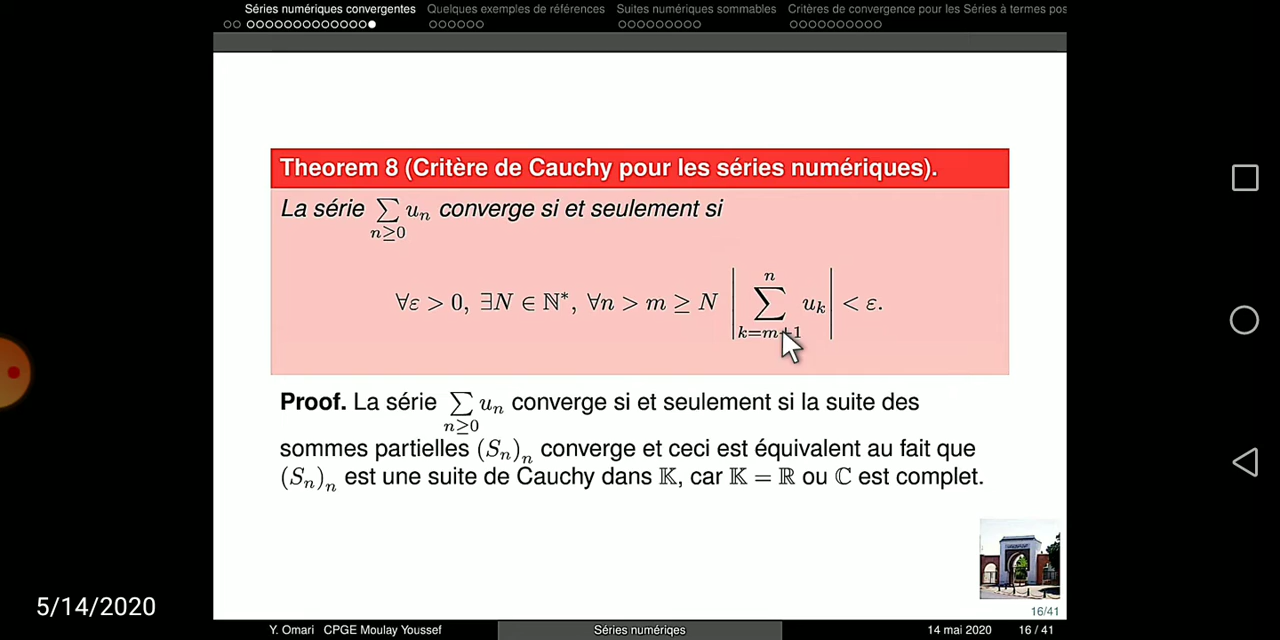 Séries numériques convergentes Quelques exemples de références Suites numériques sommables Critères de convergence pour les Séries à termes pos
Theorem 8 (Critère de Cauchy pour les séries numériques).
La série ∑ u_n converge si et seulement si
n≥0
n
∀ε > 0, ∃N ∈ ℕ*, ∀n > m ≥ N | ∑ u_k | < ε.
k=m+1
Proof. La série ∑ u_n converge si et seulement si la suite des
n≥0
sommes partielles (S_n)_n converge et ceci est équivalent au fait que
(S_n)_n est une suite de Cauchy dans 𝕂, car 𝕂 = ℝ ou ℂ est complet.
5/14/2020
16/41
Y. Omari CPGE Moulay Youssef Séries numériqes 14 mai 2020 16 / 41